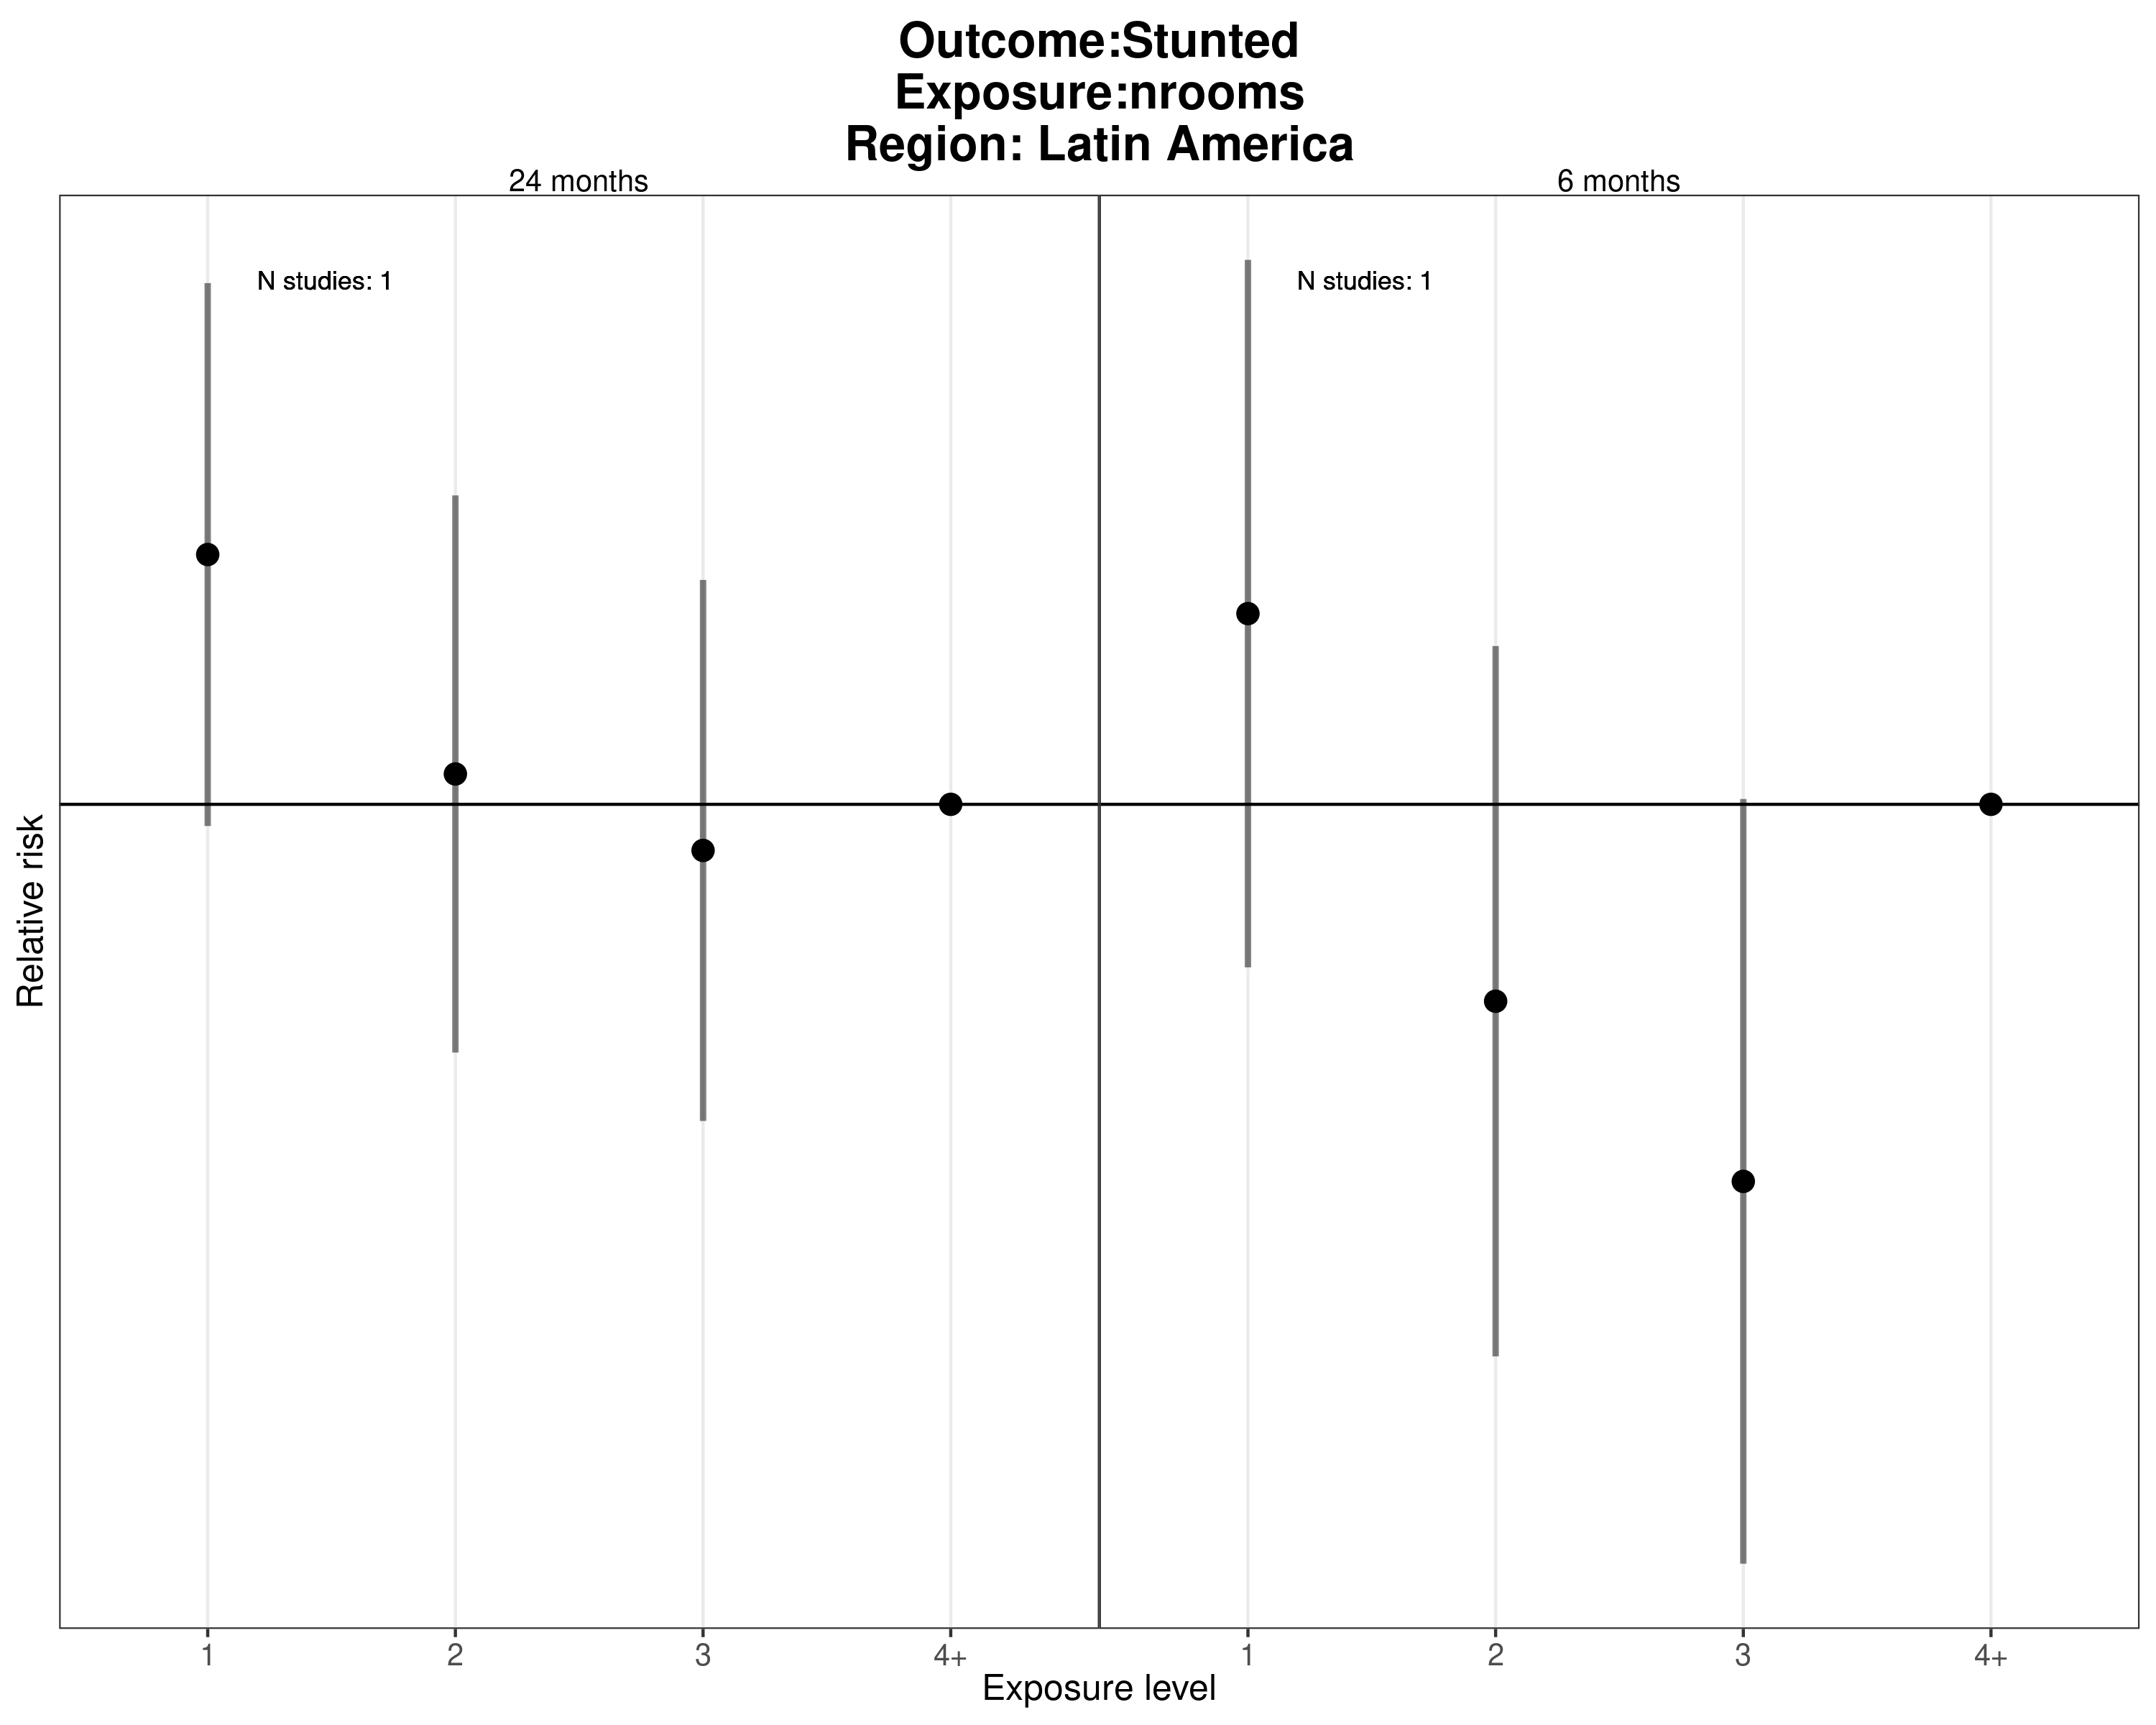 Outcome:Stunted
Exposure:nrooms
Region: Latin America
24 months
6 months
N studies: 1
N studies: 1
Relative risk
1
2
3
4+
1
2
3
4+
Exposure level